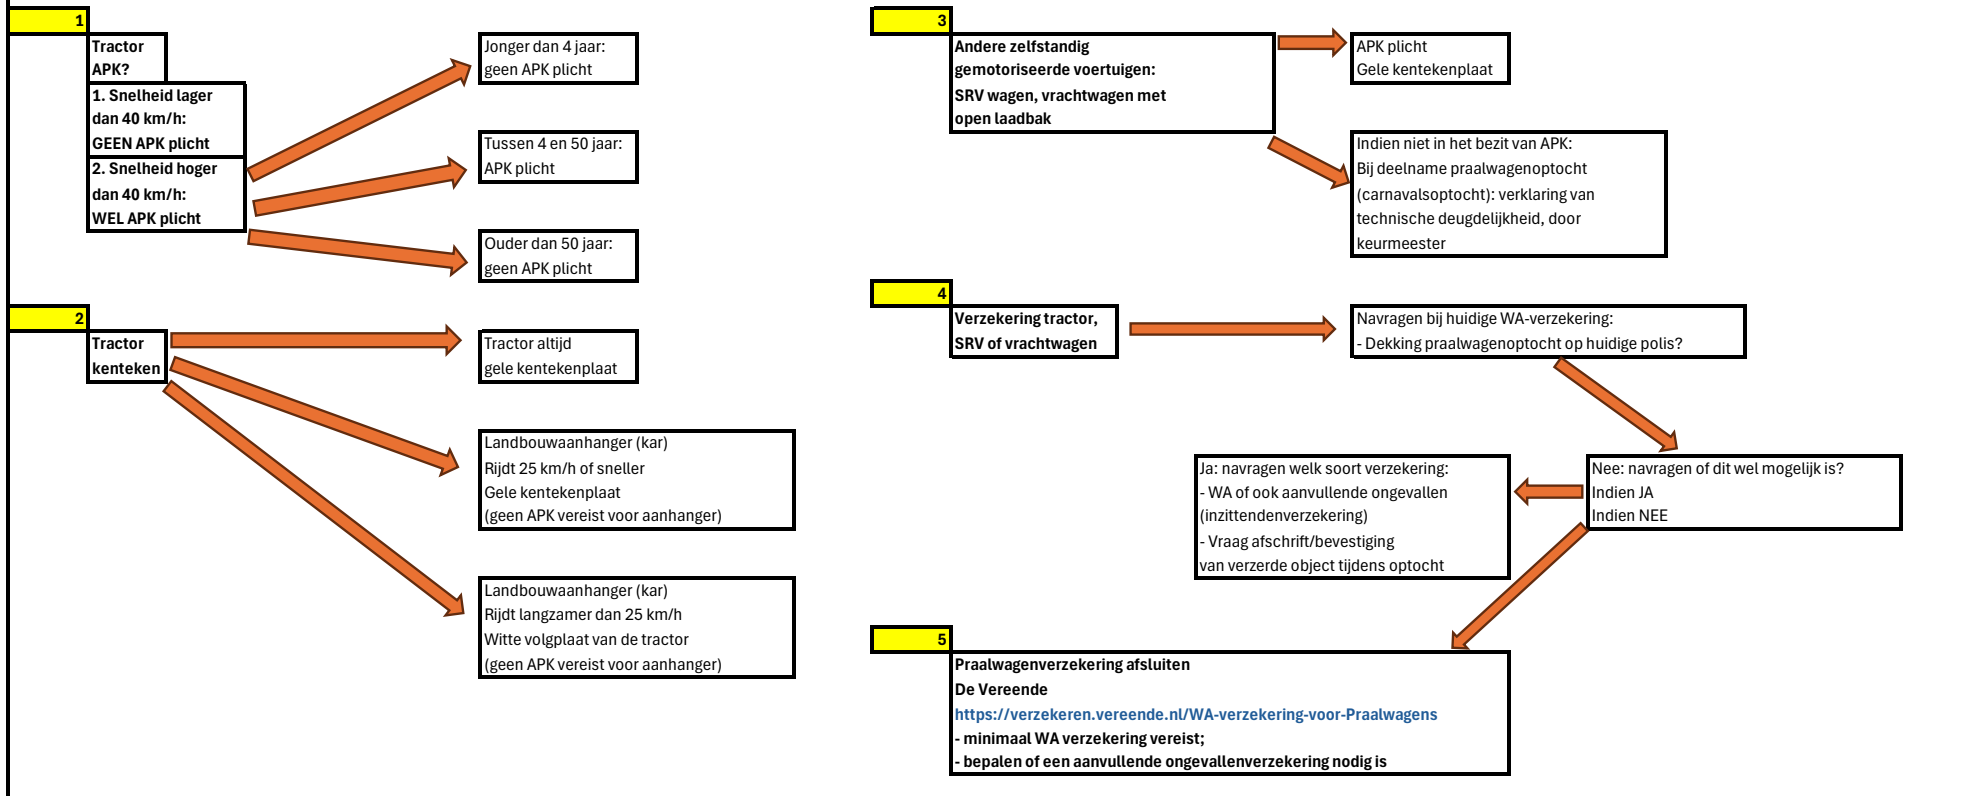 1
Tractor
APK?
1. Snelheid lager
dan 40 km/h:
GEEN APK plicht
2. Snelheid hoger
dan 40 km/h:
WEL APK plicht
Jonger dan 4 jaar:
geen APK plicht
Tussen 4 en 50 jaar:
APK plicht
Ouder dan 50 jaar:
geen APK plicht
2
Tractor
kenteken
Tractor altijd
gele kentekenplaat
Landbouwaanhanger (kar)
Rijdt 25 km/h of sneller
Gele kentekenplaat
(geen APK vereist voor aanhanger)
Landbouwaanhanger (kar)
Rijdt langzamer dan 25 km/h
Witte volgplaat van de tractor
(geen APK vereist voor aanhanger)
3
Andere zelfstandig
gemotoriseerde voertuigen:
SRV wagen, vrachtwagen met
open laadbak
APK plicht
Gele kentekenplaat
Indien niet in het bezit van APK:
Bij deelname praalwagenoptocht
(carnavalsoptocht): verklaring van
technische deugdelijkheid, door
keurmeester
4
Verzekering tractor,
SRV of vrachtwagen
Navragen bij huidige WA-verzekering:
- Dekking praalwagenoptocht op huidige polis?
Nee: navragen of dit wel mogelijk is?
Indien JA
Indien NEE
Ja: navragen welk soort verzekering:
- WA of ook aanvullende ongevallen
(inzittendenverzekering)
- Vraag afschrift/bevestiging
van verzerde object tijdens optocht
5
Praalwagenverzekering afsluiten
De Vereende
https://verzekeren.vereende.nl/WA-verzekering-voor-Praalwagens
- minimaal WA verzekering vereist;
- bepalen of een aanvullende ongevallenverzekering nodig is